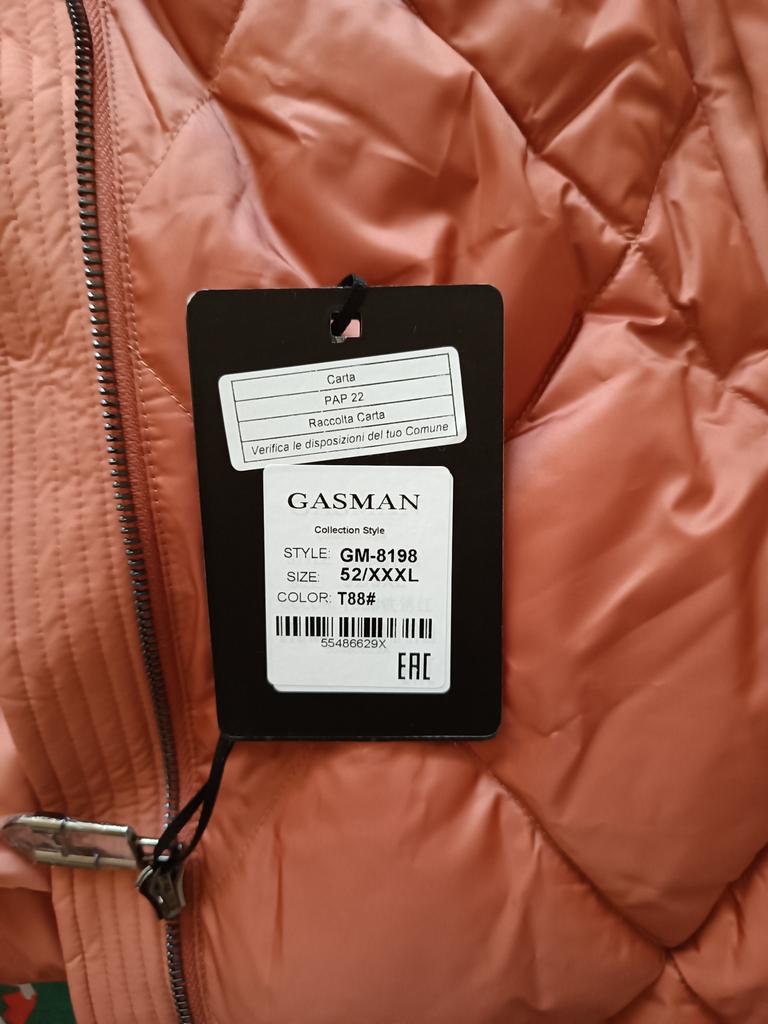 Carta
PAP 22
Raccolta Carta
Verifica le disposizioni del tuo Comune
GASMAN
Collection Style
STYLE: GM-8198
SIZE: 52/XXXL
COLOR: T88#
55486629X
EAC